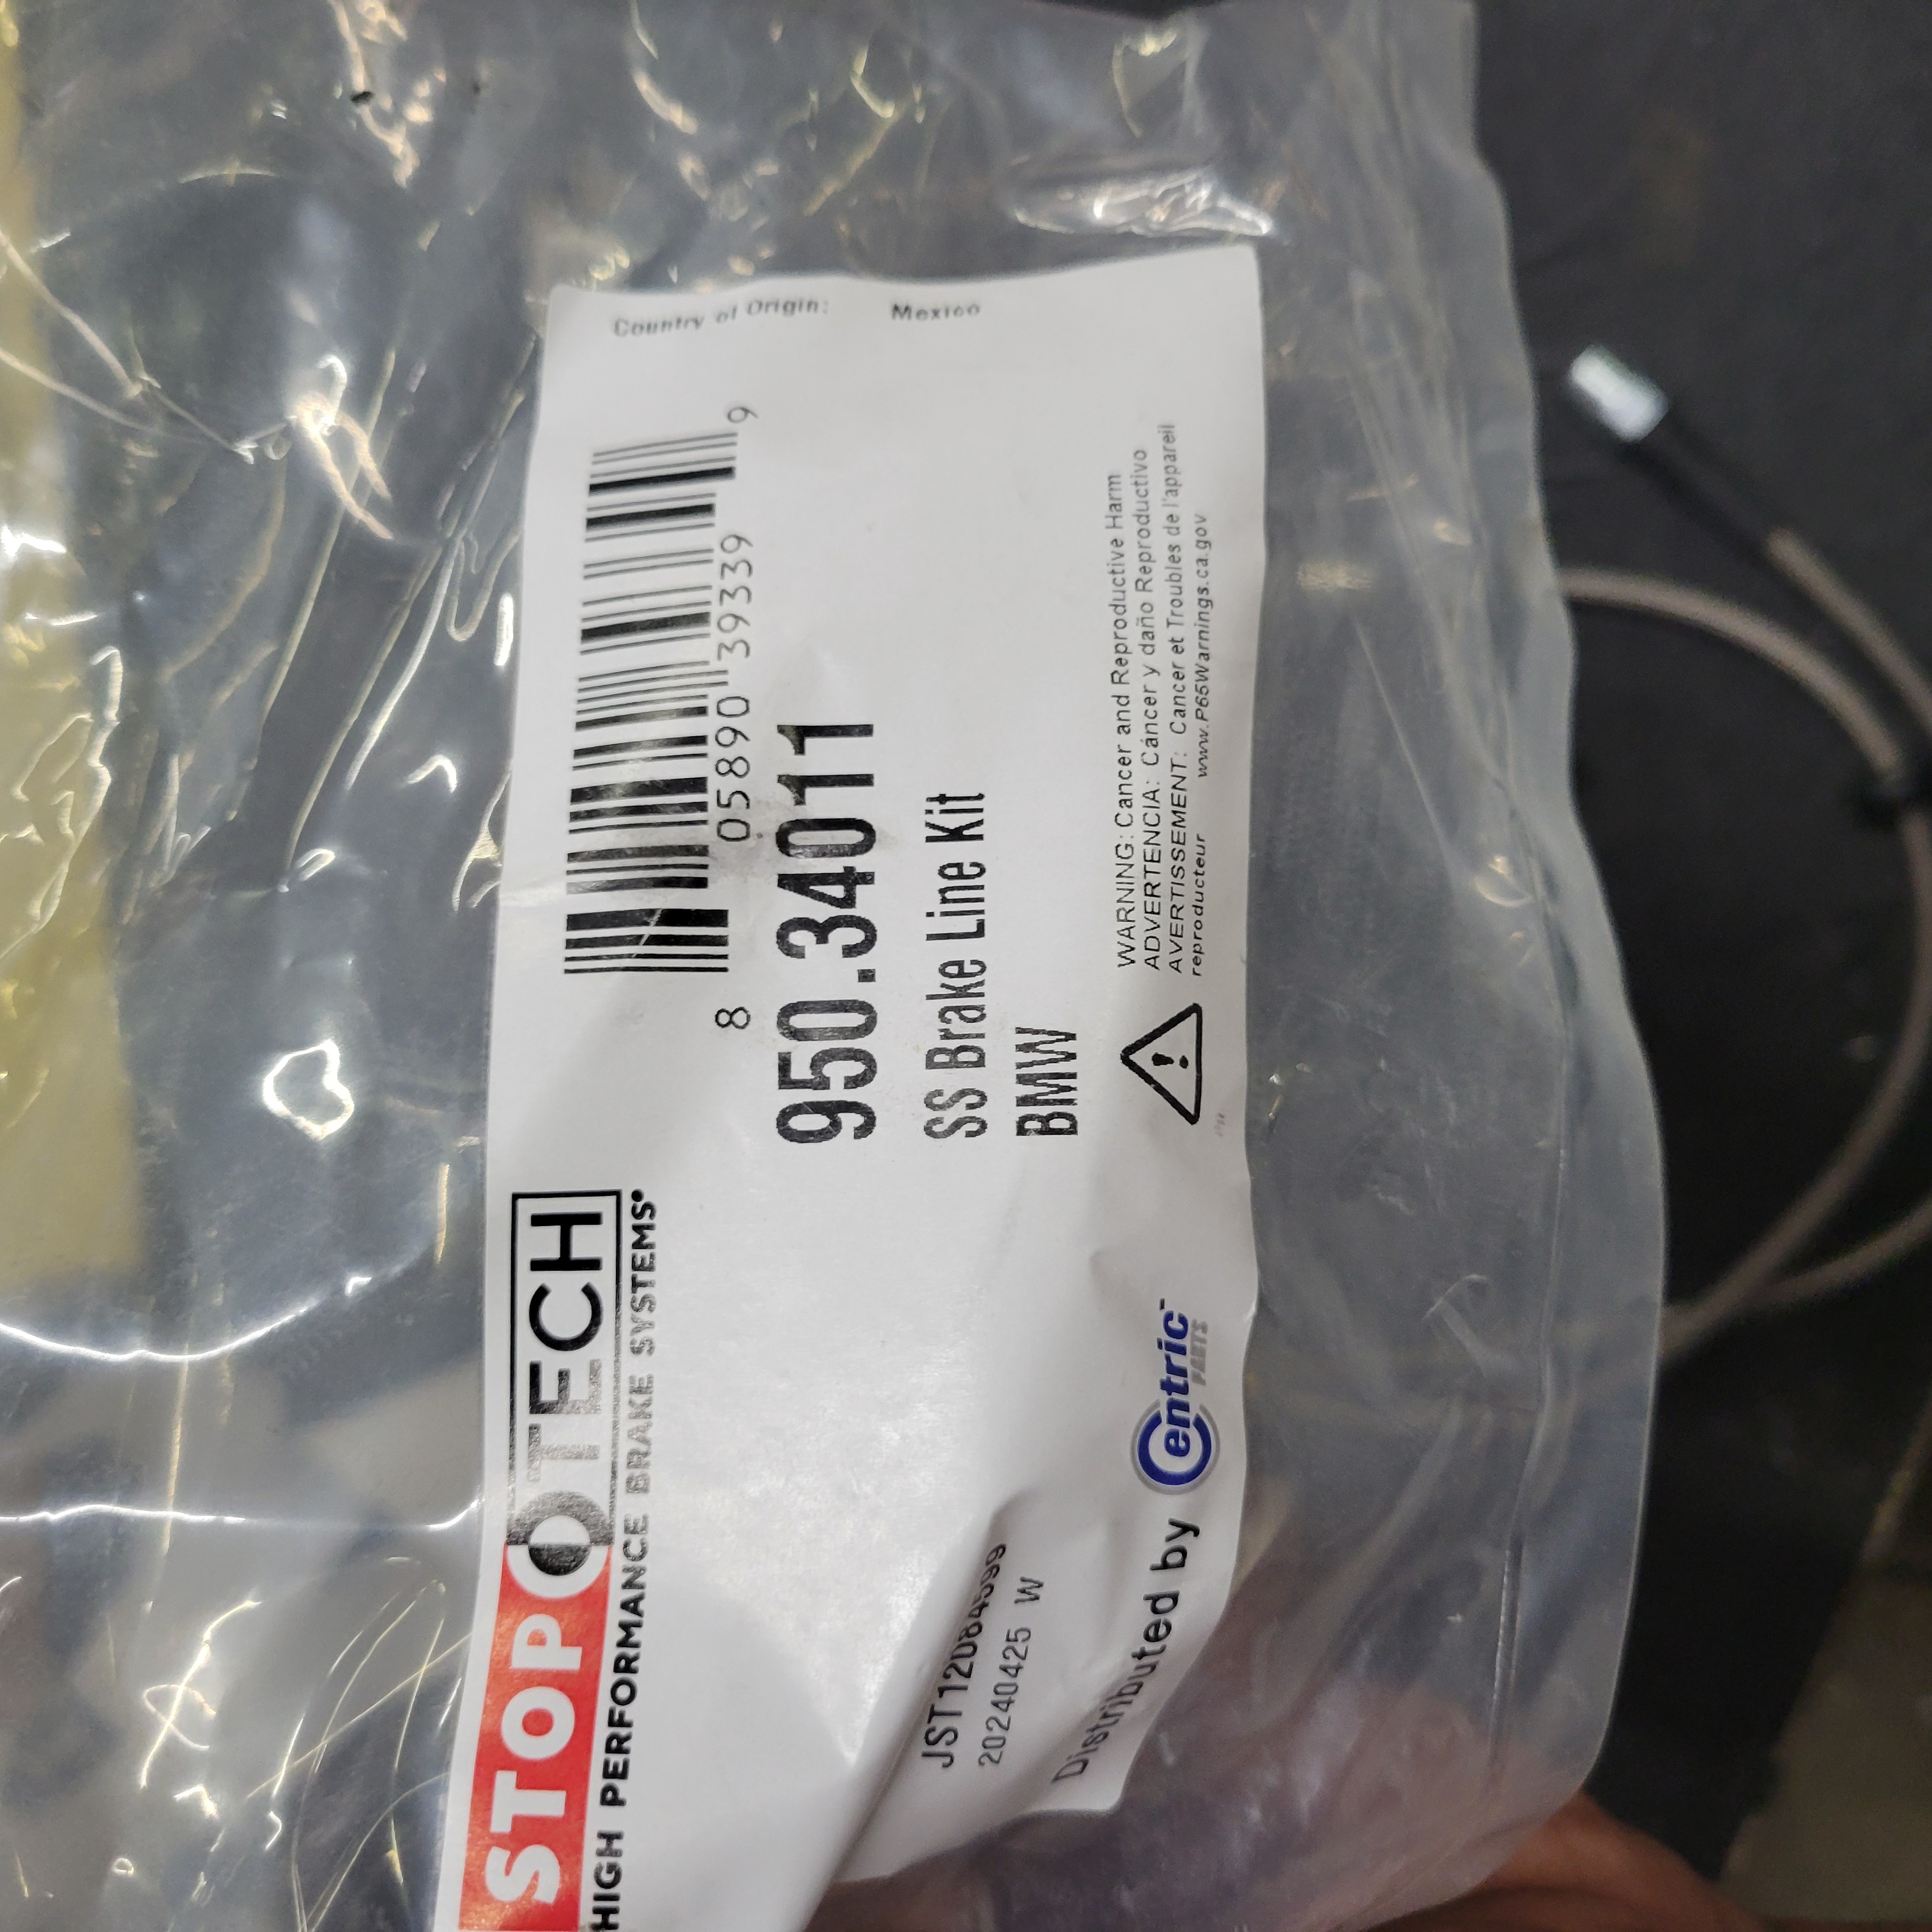 STOPTECH
HIGH PERFORMANCE BRAKE SYSTEMS
Country of Origin: Mexico
8 05890 39339 9
950.34011
SS Brake Line Kit
BMW
JST12084599
20240425 W
WARNING: Cancer and Reproductive Harm
ADVERTENCIA: Cáncer y daño Reproductivo
AVERTISSEMENT: Cancer et Troubles de l'appareil
reproducteur www.P65Warnings.ca.gov
Distributed by Centric™
PARTS